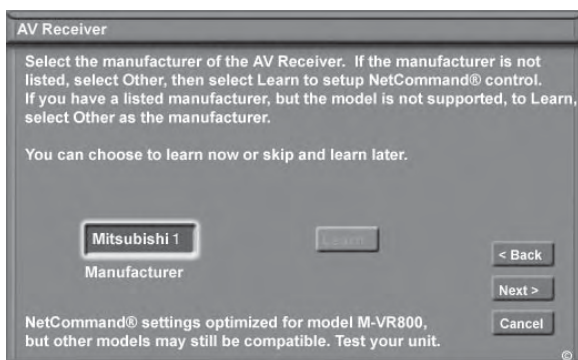 AV Receiver
Select the manufacturer of the AV Receiver. If the manufacturer is not
listed, select Other, then select Learn to setup NetCommand® control.
If you have a listed manufacturer, but the model is not supported, to Learn,
select Other as the manufacturer.
You can choose to learn now or skip and learn later.
Mitsubishi 1
Learn
Manufacturer
< Back
Next >
NetCommand® settings optimized for model M-VR800,
but other models may still be compatible. Test your unit.
Cancel